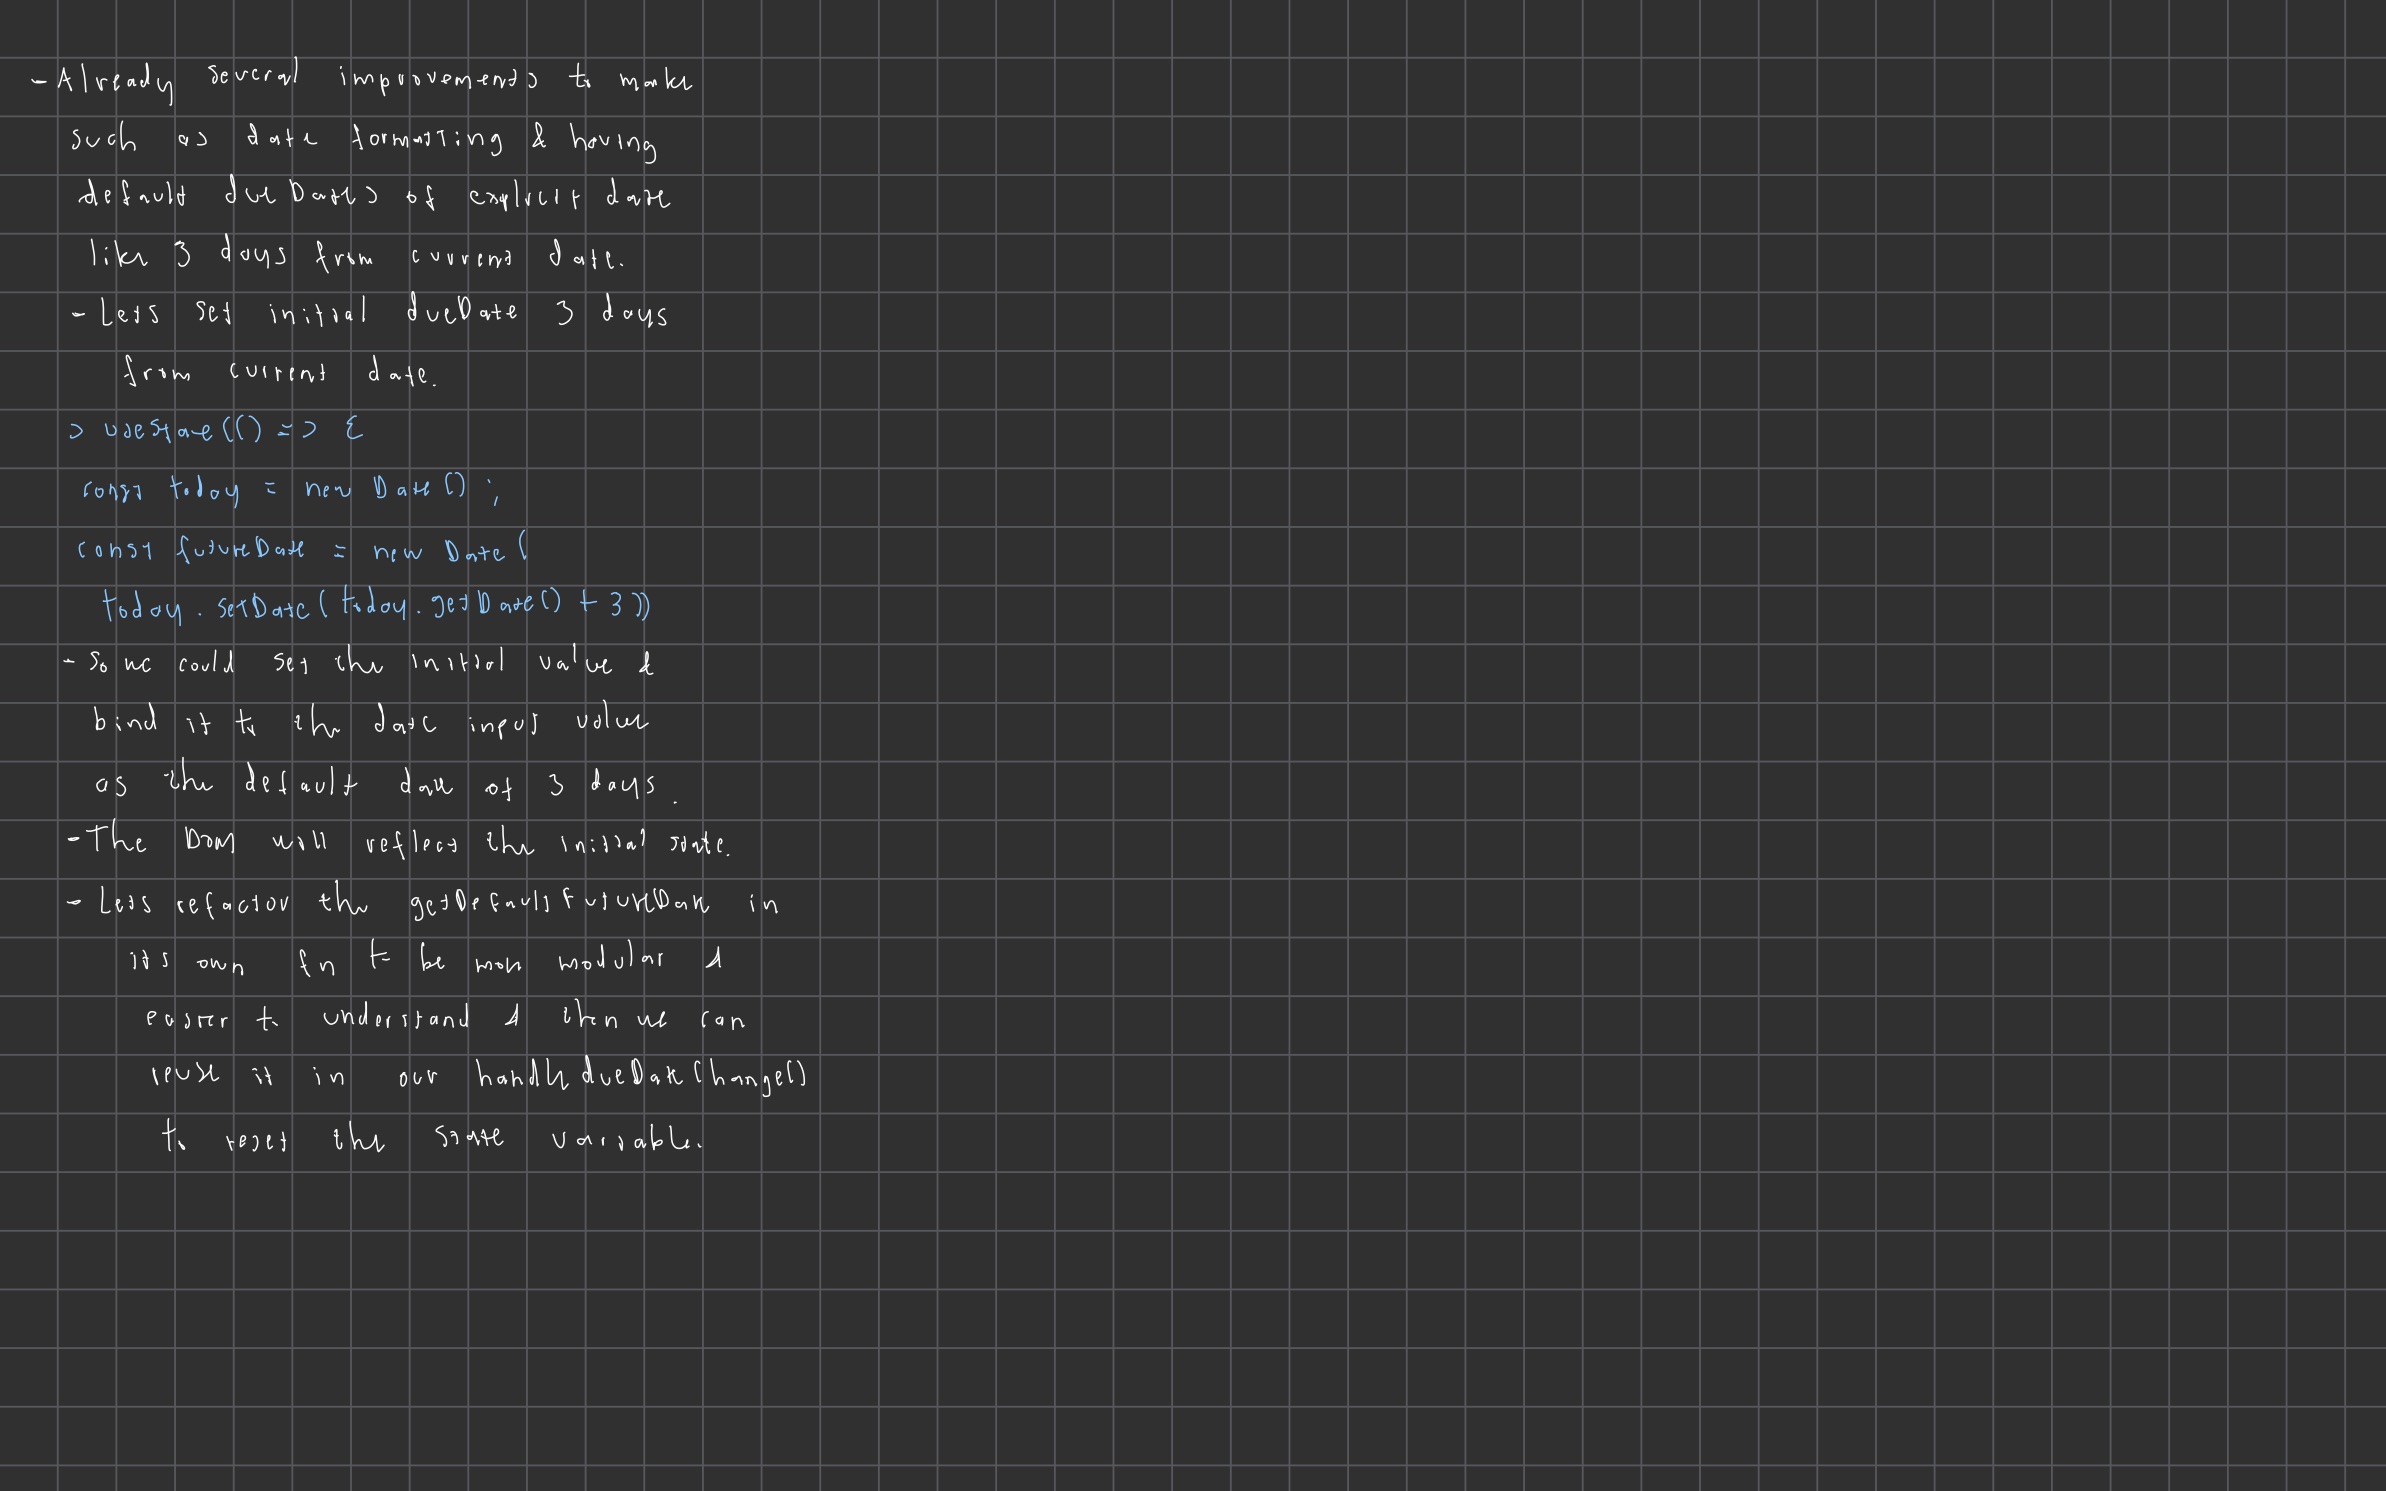 - Already several improvements to make
such as date formatting & having
default dueDates of explicit date
like 3 days from current date.
- Lets set initial dueDate 3 days
from current date.
> useState(() => {
const today = new Date();
const futureDate = new Date(
today.setDate(today.getDate() + 3))
- So we could set the initial value &
bind it to the date input value
as the default date of 3 days.
- The DOM will reflect the initial state.
- Lets refactor the getDefaultFutureDate in
its own fn to be more modular &
easier to understand & then we can
reuse it in our handle dueDateChange()
to reset the state variable.